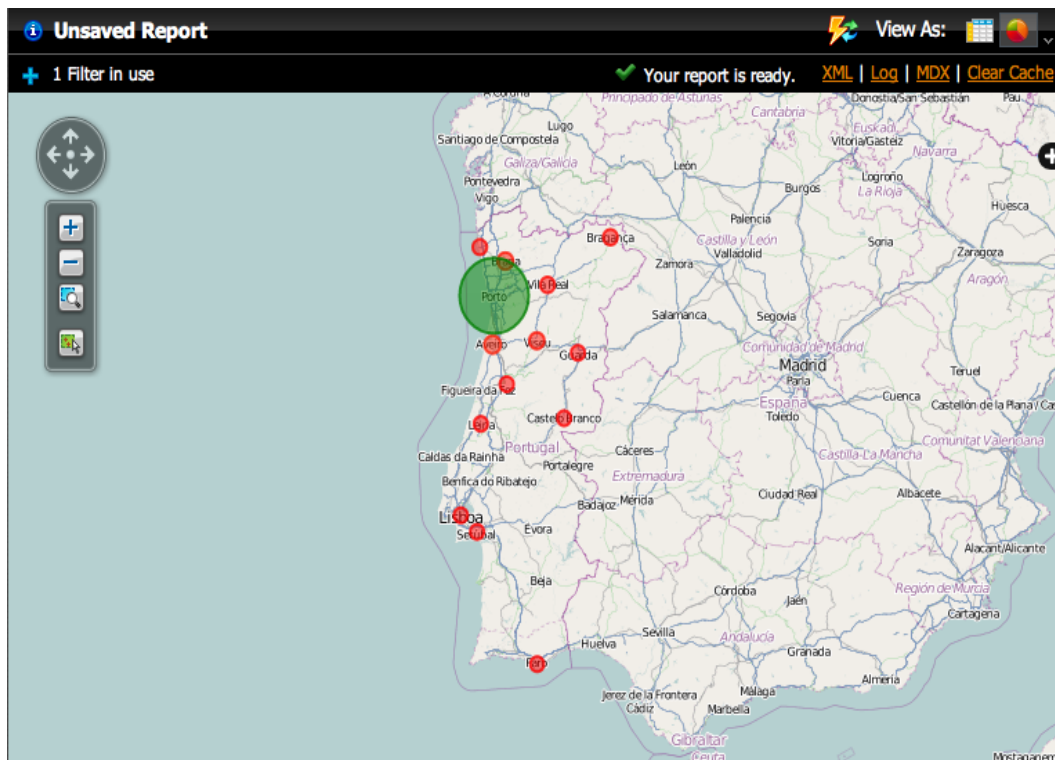 Unsaved Report
View As:
1 Filter in use
Your report is ready.
XML | Log | MDX | Clear Cache
A Coruña
Principado de Asturias
Cantabria
Donostia/San Sebastián
Pau
Lugo
Santiago de Compostela
Euskadi
Vitoria/Gasteiz
Navarra
Galiza/Galicia
León
Logroño
Pontevedra
Burgos
La Rioja
Vigo
Huesca
Palencia
Bragança
Castilla y León
Soria
Valladolid
Zaragoza
Braga
Zamora
Aragón
Vila Real
Porto
Salamanca
Segovia
Aveiro
Viseu
Guarda
Comunidad de Madrid
Madrid
Teruel
Parla
Figueira da Foz
España
Cuenca
Castellón de la Plana / Cas
Castelo Branco
Toledo
Leiria
Comunitat Valenciana
Portugal
Cáceres
Castilla-La Mancha
Caldas da Rainha
Portalegre
Extremadura
Benfica do Ribatejo
Ciudad Real
Albacete
Badajoz
Mérida
Lisboa
Setúbal
Évora
Alacant/Alicante
Beja
Córdoba
Región de Murcia
Jaén
Cartagena
Sevilla
Andalucía
Huelva
Granada
Faro
Almería
Jerez de la Frontera
Málaga
Cádiz
Marbella
Gibraltar
Ceuta
Mostaganem